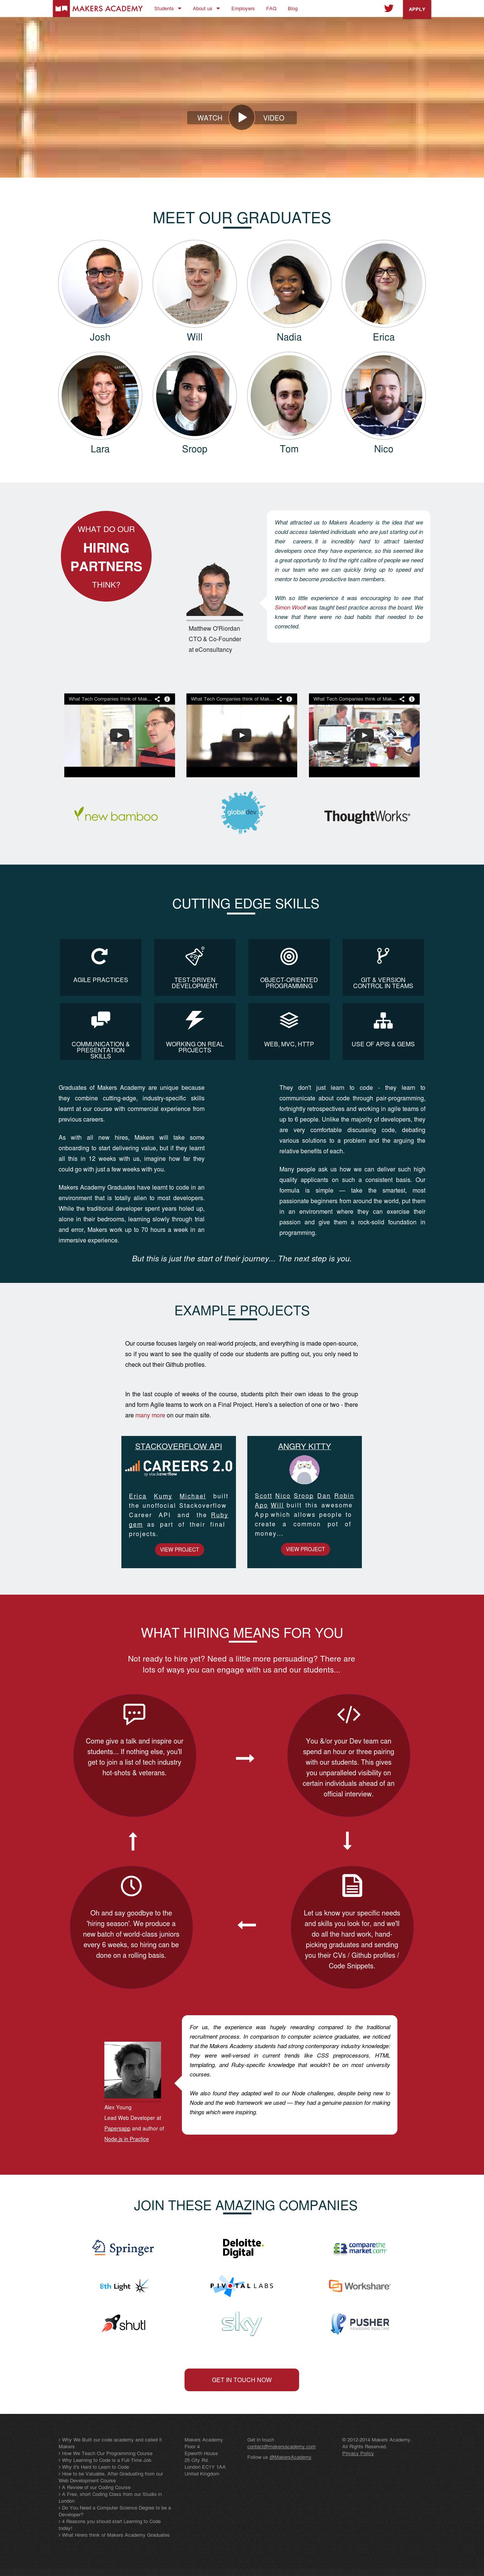 MAKERS ACADEMY
Students
About us
Employers
FAQ
Blog
APPLY
WATCH
VIDEO
MEET OUR GRADUATES
Josh
Will
Nadia
Erica
Lara
Sroop
Tom
Nico
WHAT DO OUR
HIRING
PARTNERS
THINK?
What attracted us to Makers Academy is the idea that we
could access talented individuals who are just starting out in
their careers. It is incredibly hard to attract talented
developers once they have experience, so this seemed like
a great opportunity to find the right calibre of people we need
in our team who we can quickly bring up to speed and
mentor to become productive team members.
With so little experience it was encouraging to see that
Simon Woolf was taught best practice across the board. We
knew that there were no bad habits that needed to be
corrected.
Matthew O'Riordan
CTO & Co-Founder
at eConsultancy
What Tech Companies think of Mak...
What Tech Companies think of Mak...
What Tech Companies think of Mak...
new bamboo
globaldev
ThoughtWorks®
CUTTING EDGE SKILLS
AGILE PRACTICES
TEST-DRIVEN
DEVELOPMENT
OBJECT-ORIENTED
PROGRAMMING
GIT & VERSION
CONTROL IN TEAMS
COMMUNICATION &
PRESENTATION
SKILLS
WORKING ON REAL
PROJECTS
WEB, MVC, HTTP
USE OF APIS & GEMS
Graduates of Makers Academy are unique because
they combine cutting-edge, industry-specific skills
learnt at our course with commercial experience from
previous careers.
As with all new hires, Makers will take some
onboarding to start delivering value, but if they learnt
all this in 12 weeks with us, imagine how far they
could go with just a few weeks with you.
Makers Academy Graduates have learnt to code in an
environment that is totally alien to most developers.
While the traditional developer spent years holed up,
alone in their bedrooms, learning slowly through trial
and error, Makers work up to 70 hours a week in an
immersive experience.
They don't just learn to code - they learn to
communicate about code through pair-programming,
fortnightly retrospectives and working in agile teams of
up to 6 people. Unlike the majority of developers, they
are very comfortable discussing code, debating
various solutions to a problem and the arguing the
relative benefits of each.
Many people ask us how we can deliver such high
quality applicants on such a consistent basis. Our
formula is simple — take the smartest, most
passionate beginners from around the world, put them
in an environment where they can exercise their
passion and give them a rock-solid foundation in
programming.
But this is just the start of their journey... The next step is you.
EXAMPLE PROJECTS
Our course focuses largely on real-world projects, and everything is made open-source,
so if you want to see the quality of code our students are putting out, you only need to
check out their Github profiles.
In the last couple of weeks of the course, students pitch their own ideas to the group
and form Agile teams to work on a Final Project. Here's a selection of one or two - there
are many more on our main site.
STACKOVERFLOW API
CAREERS 2.0
by stackoverflow
Erica Kumy Michael built
the unoffocial Stackoverflow
Career API and the Ruby
gem as part of their final
projects.
VIEW PROJECT
ANGRY KITTY
Scott Nico Sroop Dan Robin
Apo Will built this awesome
App which allows people to
create a common pot of
money...
VIEW PROJECT
WHAT HIRING MEANS FOR YOU
Not ready to hire yet? Need a little more persuading? There are
lots of ways you can engage with us and our students...
Come give a talk and inspire our
students... If nothing else, you'll
get to join a list of tech industry
hot-shots & veterans.
You &/or your Dev team can
spend an hour or three pairing
with our students. This gives
you unparalleled visibility on
certain individuals ahead of an
official interview.
Oh and say goodbye to the
'hiring season'. We produce a
new batch of world-class juniors
every 6 weeks, so hiring can be
done on a rolling basis.
Let us know your specific needs
and skills you look for, and we'll
do all the hard work, hand-
picking graduates and sending
you their CVs / Github profiles /
Code Snippets.
For us, the experience was hugely rewarding compared to the traditional
recruitment process. In comparison to computer science graduates, we noticed
that the Makers Academy students had strong contemporary industry knowledge:
they were well-versed in current trends like CSS preprocessors, HTML
templating, and Ruby-specific knowledge that wouldn't be on most university
courses.
We also found they adapted well to our Node challenges, despite being new to
Node and the web framework we used — they had a genuine passion for making
things which were inspiring.
Alex Young
Lead Web Developer at
Papersapp and author of
Node.js in Practice
JOIN THESE AMAZING COMPANIES
Springer
Deloitte
Digital
comparethe
market.com
8th Light
PIVOTAL LABS
Workshare
shutl
sky
PUSHER
GET IN TOUCH NOW
› Why We Built our code academy and called it
Makers
› How We Teach Our Programming Course
› Why Learning to Code is a Full-Time Job
› Why it's Hard to Learn to Code
› How to be Valuable, After Graduating from our
Web Development Course
› A Review of our Coding Course
› A Free, short Coding Class from our Studio in
London
› Do You Need a Computer Science Degree to be a
Developer?
› 4 Reasons you should start Learning to Code
today!
› What Hirers think of Makers Academy Graduates
Makers Academy
Floor 4
Epworth House
25 City Rd
London EC1Y 1AA
United Kingdom
Get in touch
contact@makersacademy.com
Follow us @MakersAcademy
© 2012-2014 Makers Academy.
All Rights Reserved.
Privacy Policy